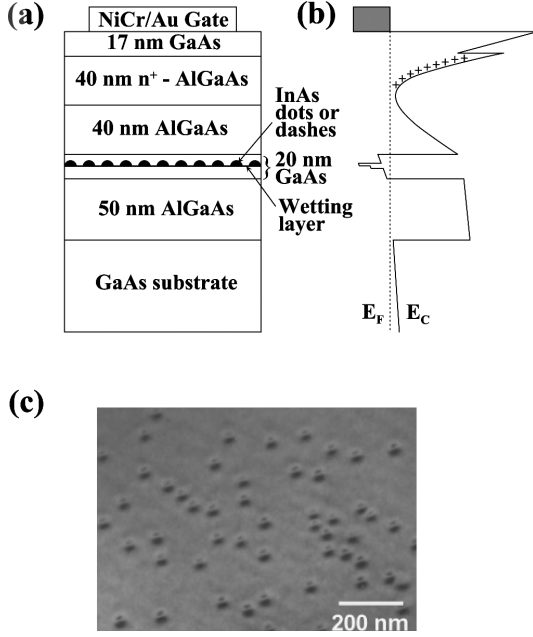 (a)
NiCr/Au Gate
17 nm GaAs
40 nm n⁺ - AlGaAs
40 nm AlGaAs
InAs
dots or
dashes
20 nm
GaAs
50 nm AlGaAs
Wetting
layer
GaAs substrate
(b)
+ + + + + + + + + +
E_F E_C
(c)
200 nm